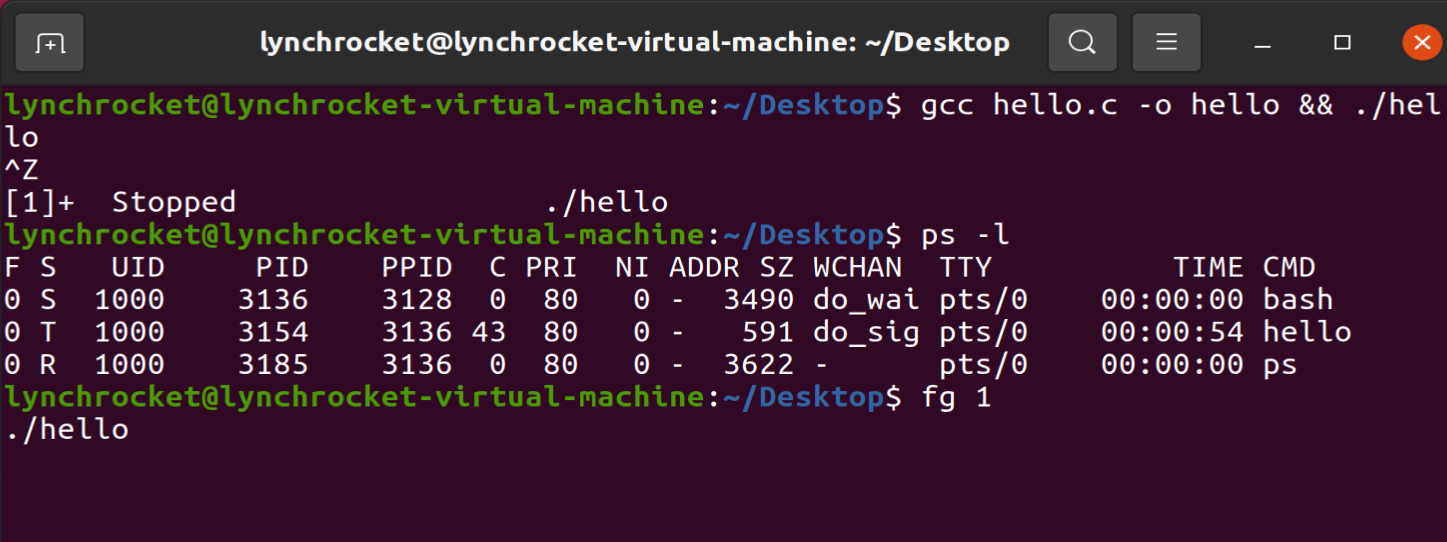 lynchrocket@lynchrocket-virtual-machine: ~/Desktop
lynchrocket@lynchrocket-virtual-machine:~/Desktop$ gcc hello.c -o hello && ./hel
lo
^Z
[1]+  Stopped                 ./hello
lynchrocket@lynchrocket-virtual-machine:~/Desktop$ ps -l
F S   UID     PID    PPID  C PRI  NI ADDR SZ WCHAN  TTY          TIME CMD
0 S  1000    3136    3128  0  80   0 -  3490 do_wai pts/0    00:00:00 bash
0 T  1000    3154    3136 43  80   0 -   591 do_sig pts/0    00:00:54 hello
0 R  1000    3185    3136  0  80   0 -  3622 -      pts/0    00:00:00 ps
lynchrocket@lynchrocket-virtual-machine:~/Desktop$ fg 1
./hello